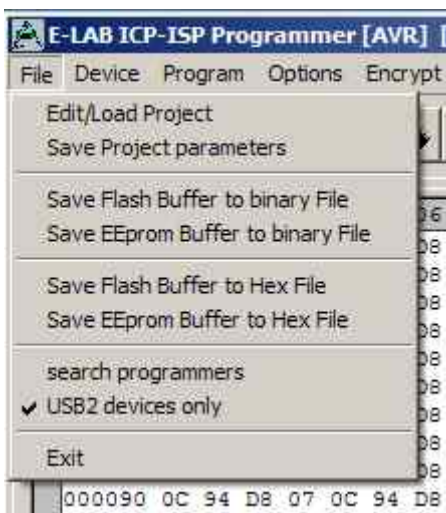 E-LAB ICP-ISP Programmer [AVR] [
File Device Program Options Encrypt
Edit/Load Project
Save Project parameters
Save Flash Buffer to binary File
Save EEprom Buffer to binary File
Save Flash Buffer to Hex File
Save EEprom Buffer to Hex File
search programmers
USB2 devices only
Exit
000090 0C 94 D8 07 0C 94 D8